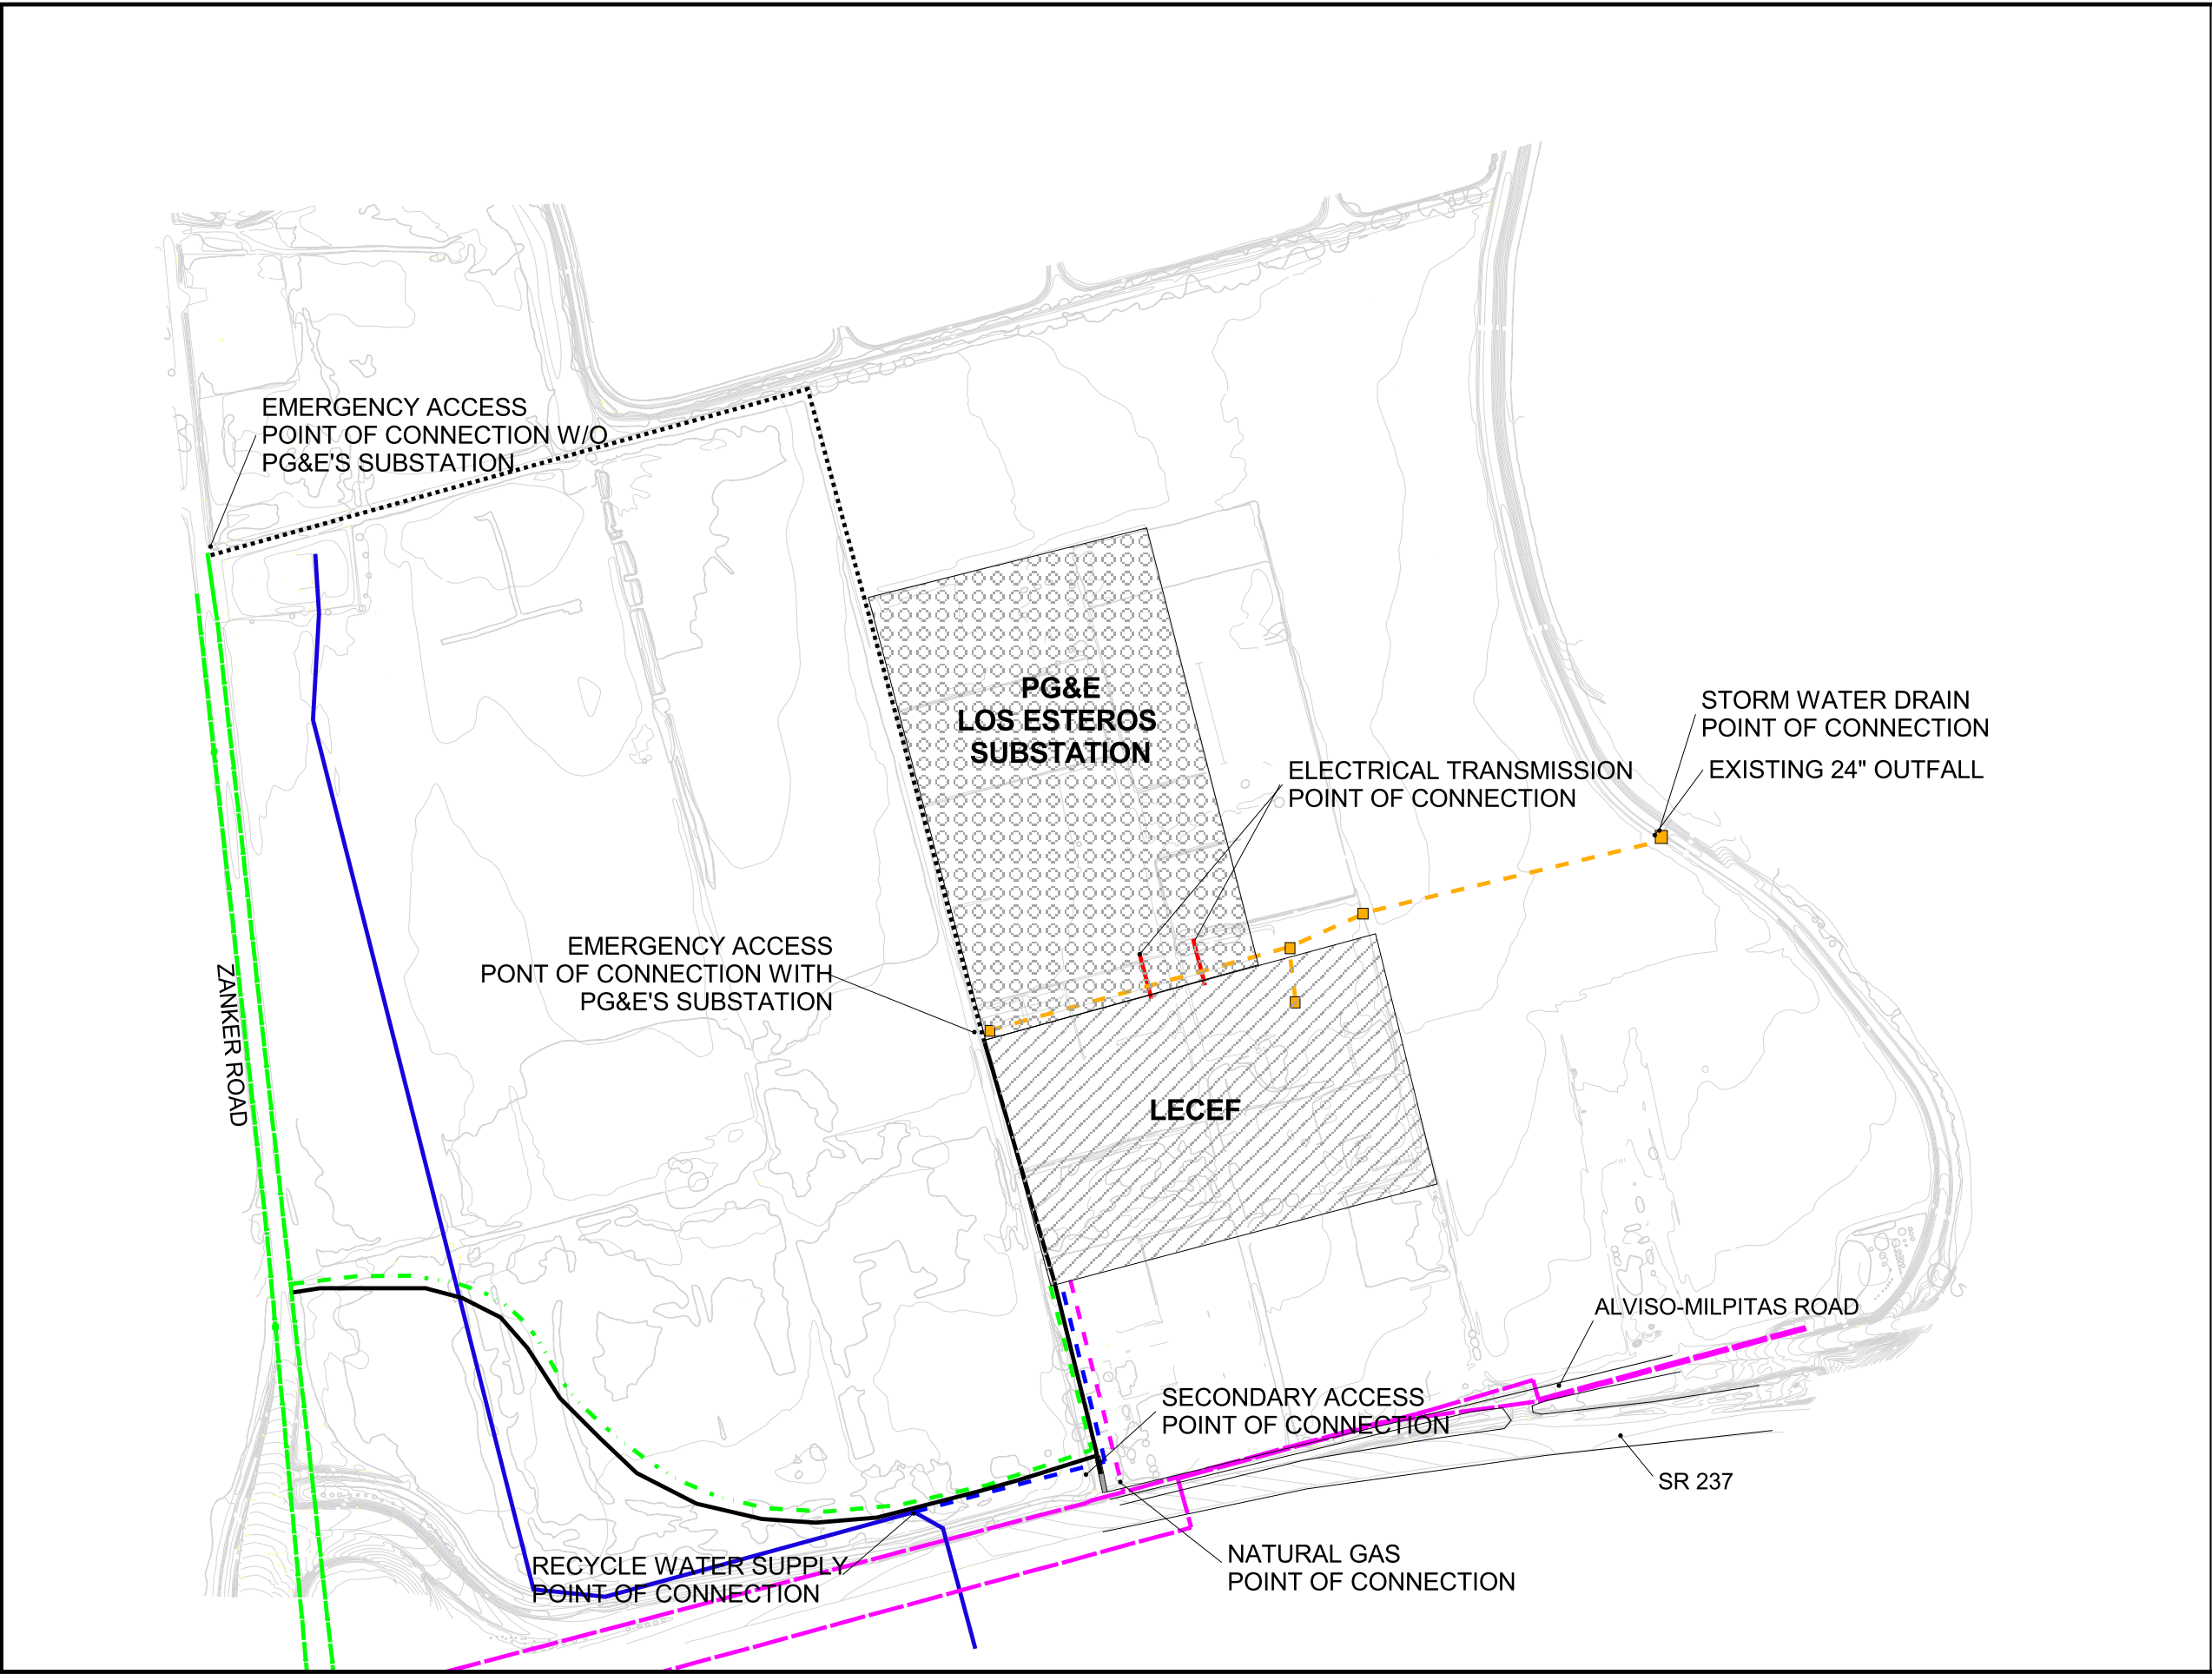 EMERGENCY ACCESS
POINT OF CONNECTION W/O
PG&E'S SUBSTATION
PG&E
LOS ESTEROS
SUBSTATION
STORM WATER DRAIN
POINT OF CONNECTION
EXISTING 24" OUTFALL
ELECTRICAL TRANSMISSION
POINT OF CONNECTION
EMERGENCY ACCESS
PONT OF CONNECTION WITH
PG&E'S SUBSTATION
ZANKER ROAD
LECEF
ALVISO-MILPITAS ROAD
SECONDARY ACCESS
POINT OF CONNECTION
SR 237
NATURAL GAS
POINT OF CONNECTION
RECYCLE WATER SUPPLY
POINT OF CONNECTION